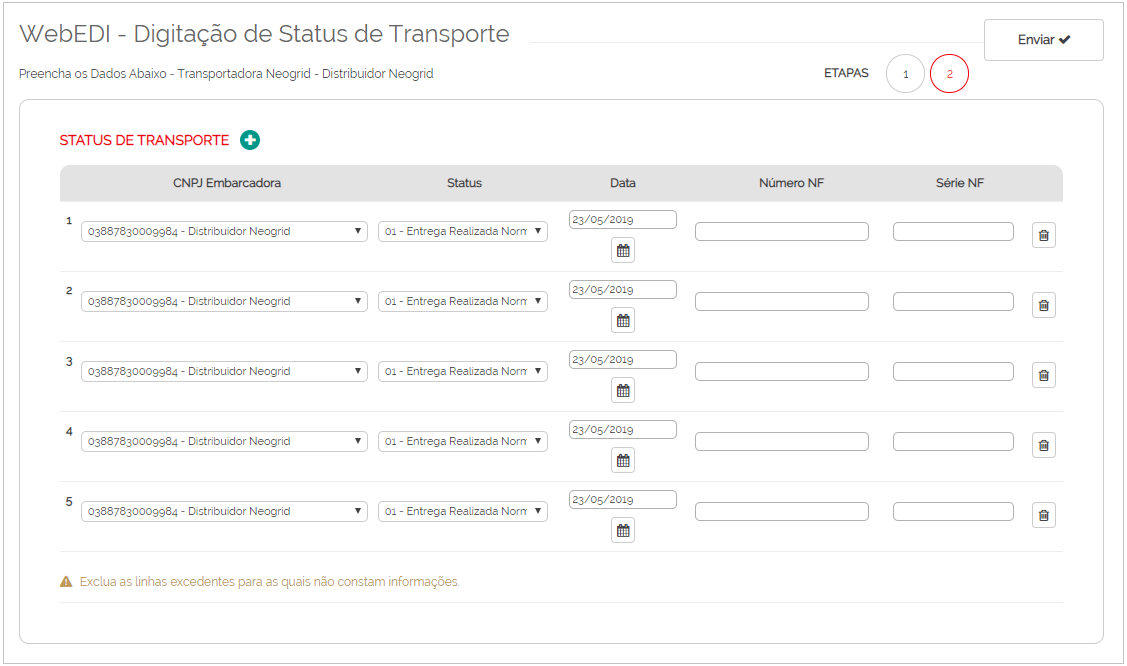 WebEDI - Digitação de Status de Transporte
Enviar
Preencha os Dados Abaixo - Transportadora Neogrid - Distribuidor Neogrid
ETAPAS 1 2
STATUS DE TRANSPORTE
CNPJ Embarcadora Status Data Número NF Série NF
1 03887830009984 - Distribuidor Neogrid 01 - Entrega Realizada Norm 23/05/2019
2 03887830009984 - Distribuidor Neogrid 01 - Entrega Realizada Norm 23/05/2019
3 03887830009984 - Distribuidor Neogrid 01 - Entrega Realizada Norm 23/05/2019
4 03887830009984 - Distribuidor Neogrid 01 - Entrega Realizada Norm 23/05/2019
5 03887830009984 - Distribuidor Neogrid 01 - Entrega Realizada Norm 23/05/2019
Exclua as linhas excedentes para as quais não constam informações.